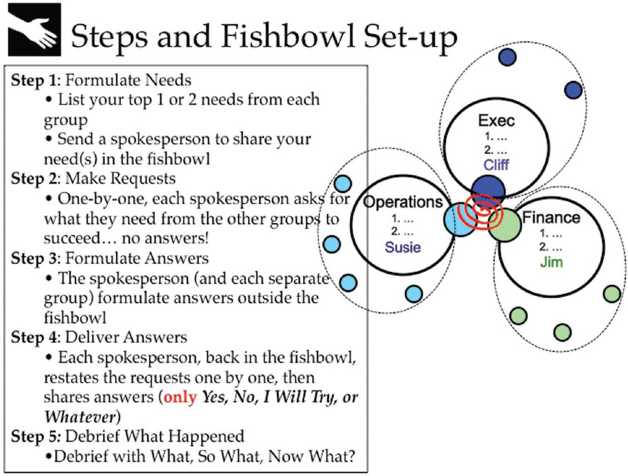 Steps and Fishbowl Set-up
Step 1: Formulate Needs
• List your top 1 or 2 needs from each
group
• Send a spokesperson to share your
need(s) in the fishbowl
Step 2: Make Requests
• One-by-one, each spokesperson asks for
what they need from the other groups to
succeed… no answers!
Step 3: Formulate Answers
• The spokesperson (and each separate
group) formulate answers outside the
fishbowl
Step 4: Deliver Answers
• Each spokesperson, back in the fishbowl,
restates the requests one by one, then
shares answers (only Yes, No, I Will Try, or
Whatever)
Step 5: Debrief What Happened
•Debrief with What, So What, Now What?
Exec
1. ...
2. ...
Cliff
Operations
1. ...
2. ...
Susie
Finance
1. ...
2. ...
Jim